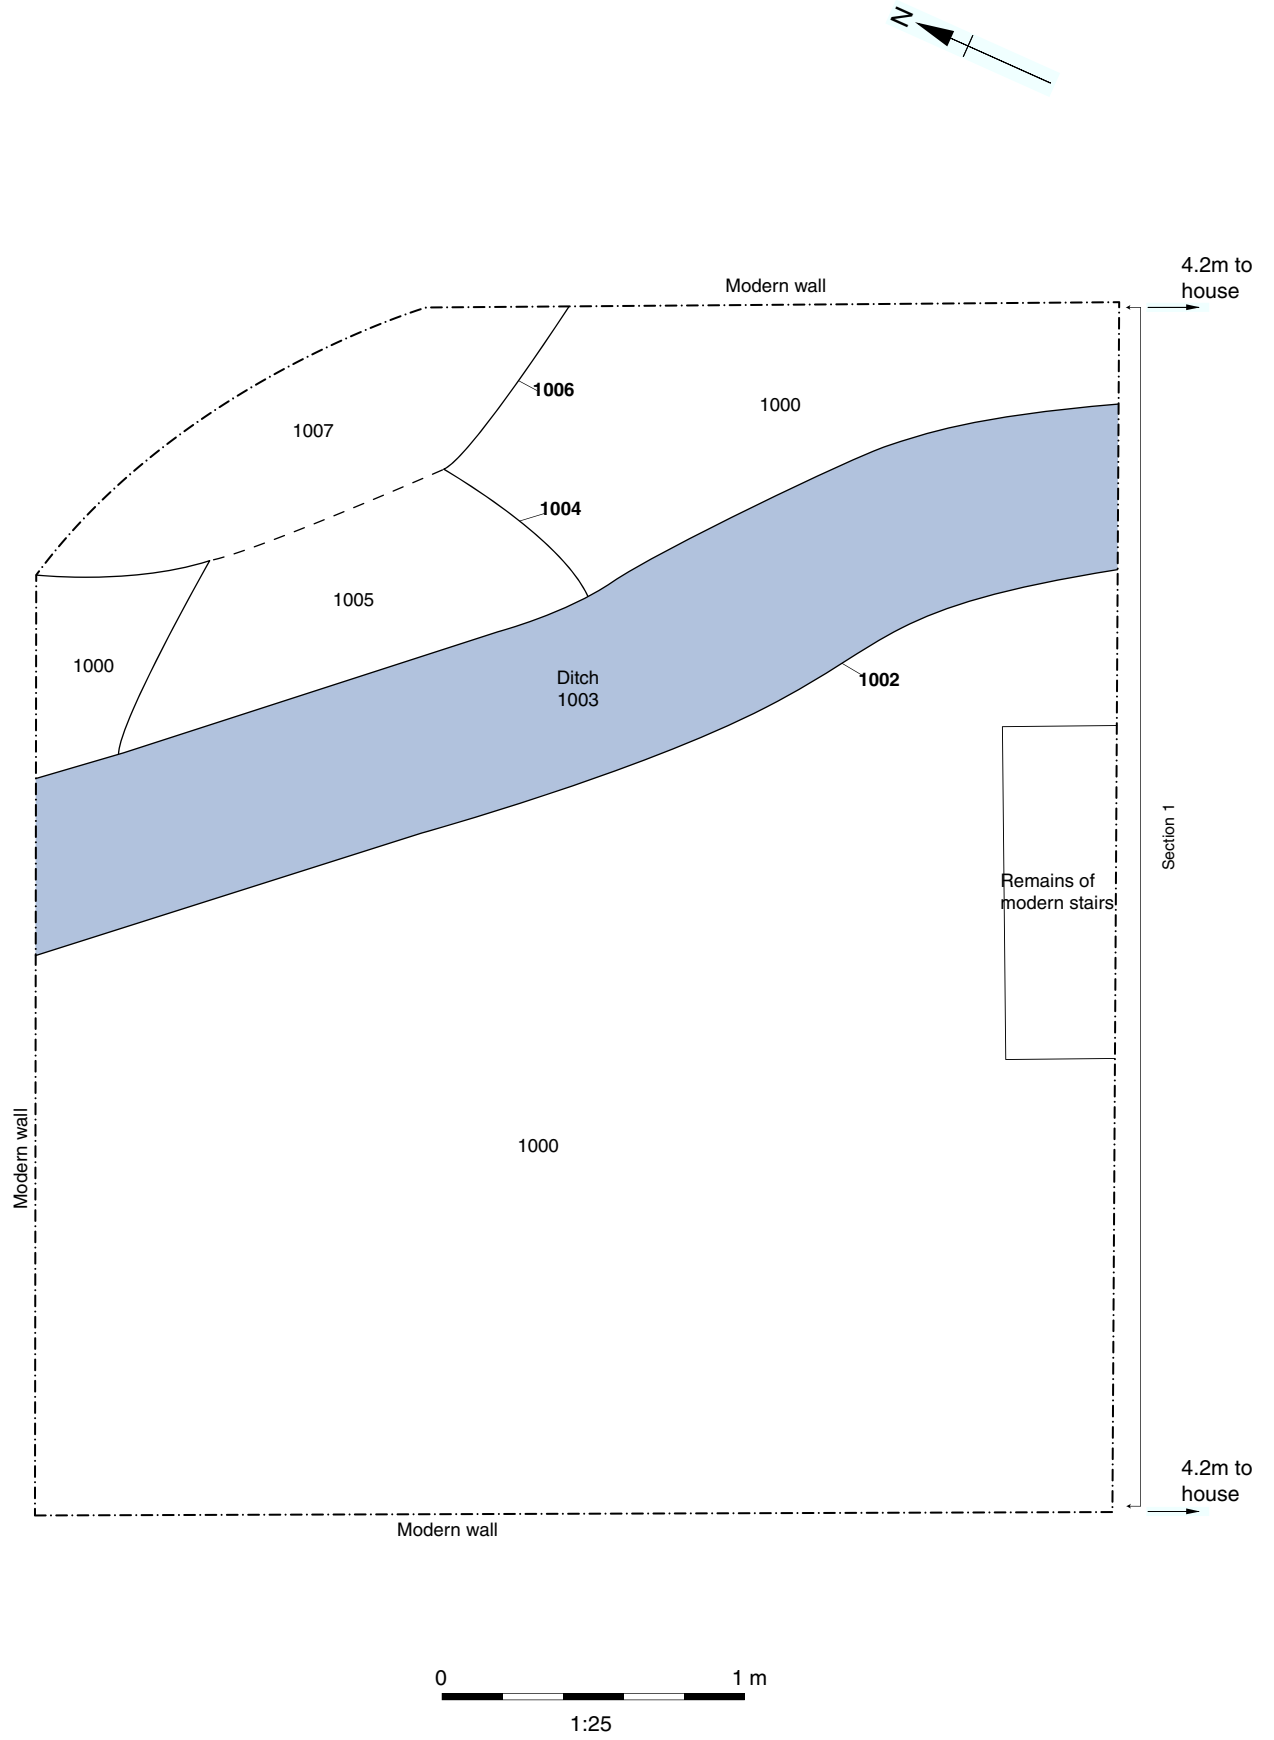 N
4.2m to
house
Modern wall
1006
1000
1007
1004
1005
1000
Ditch
1003
1002
Section 1
Remains of
modern stairs
Modern wall
1000
4.2m to
house
Modern wall
0 1 m
1:25